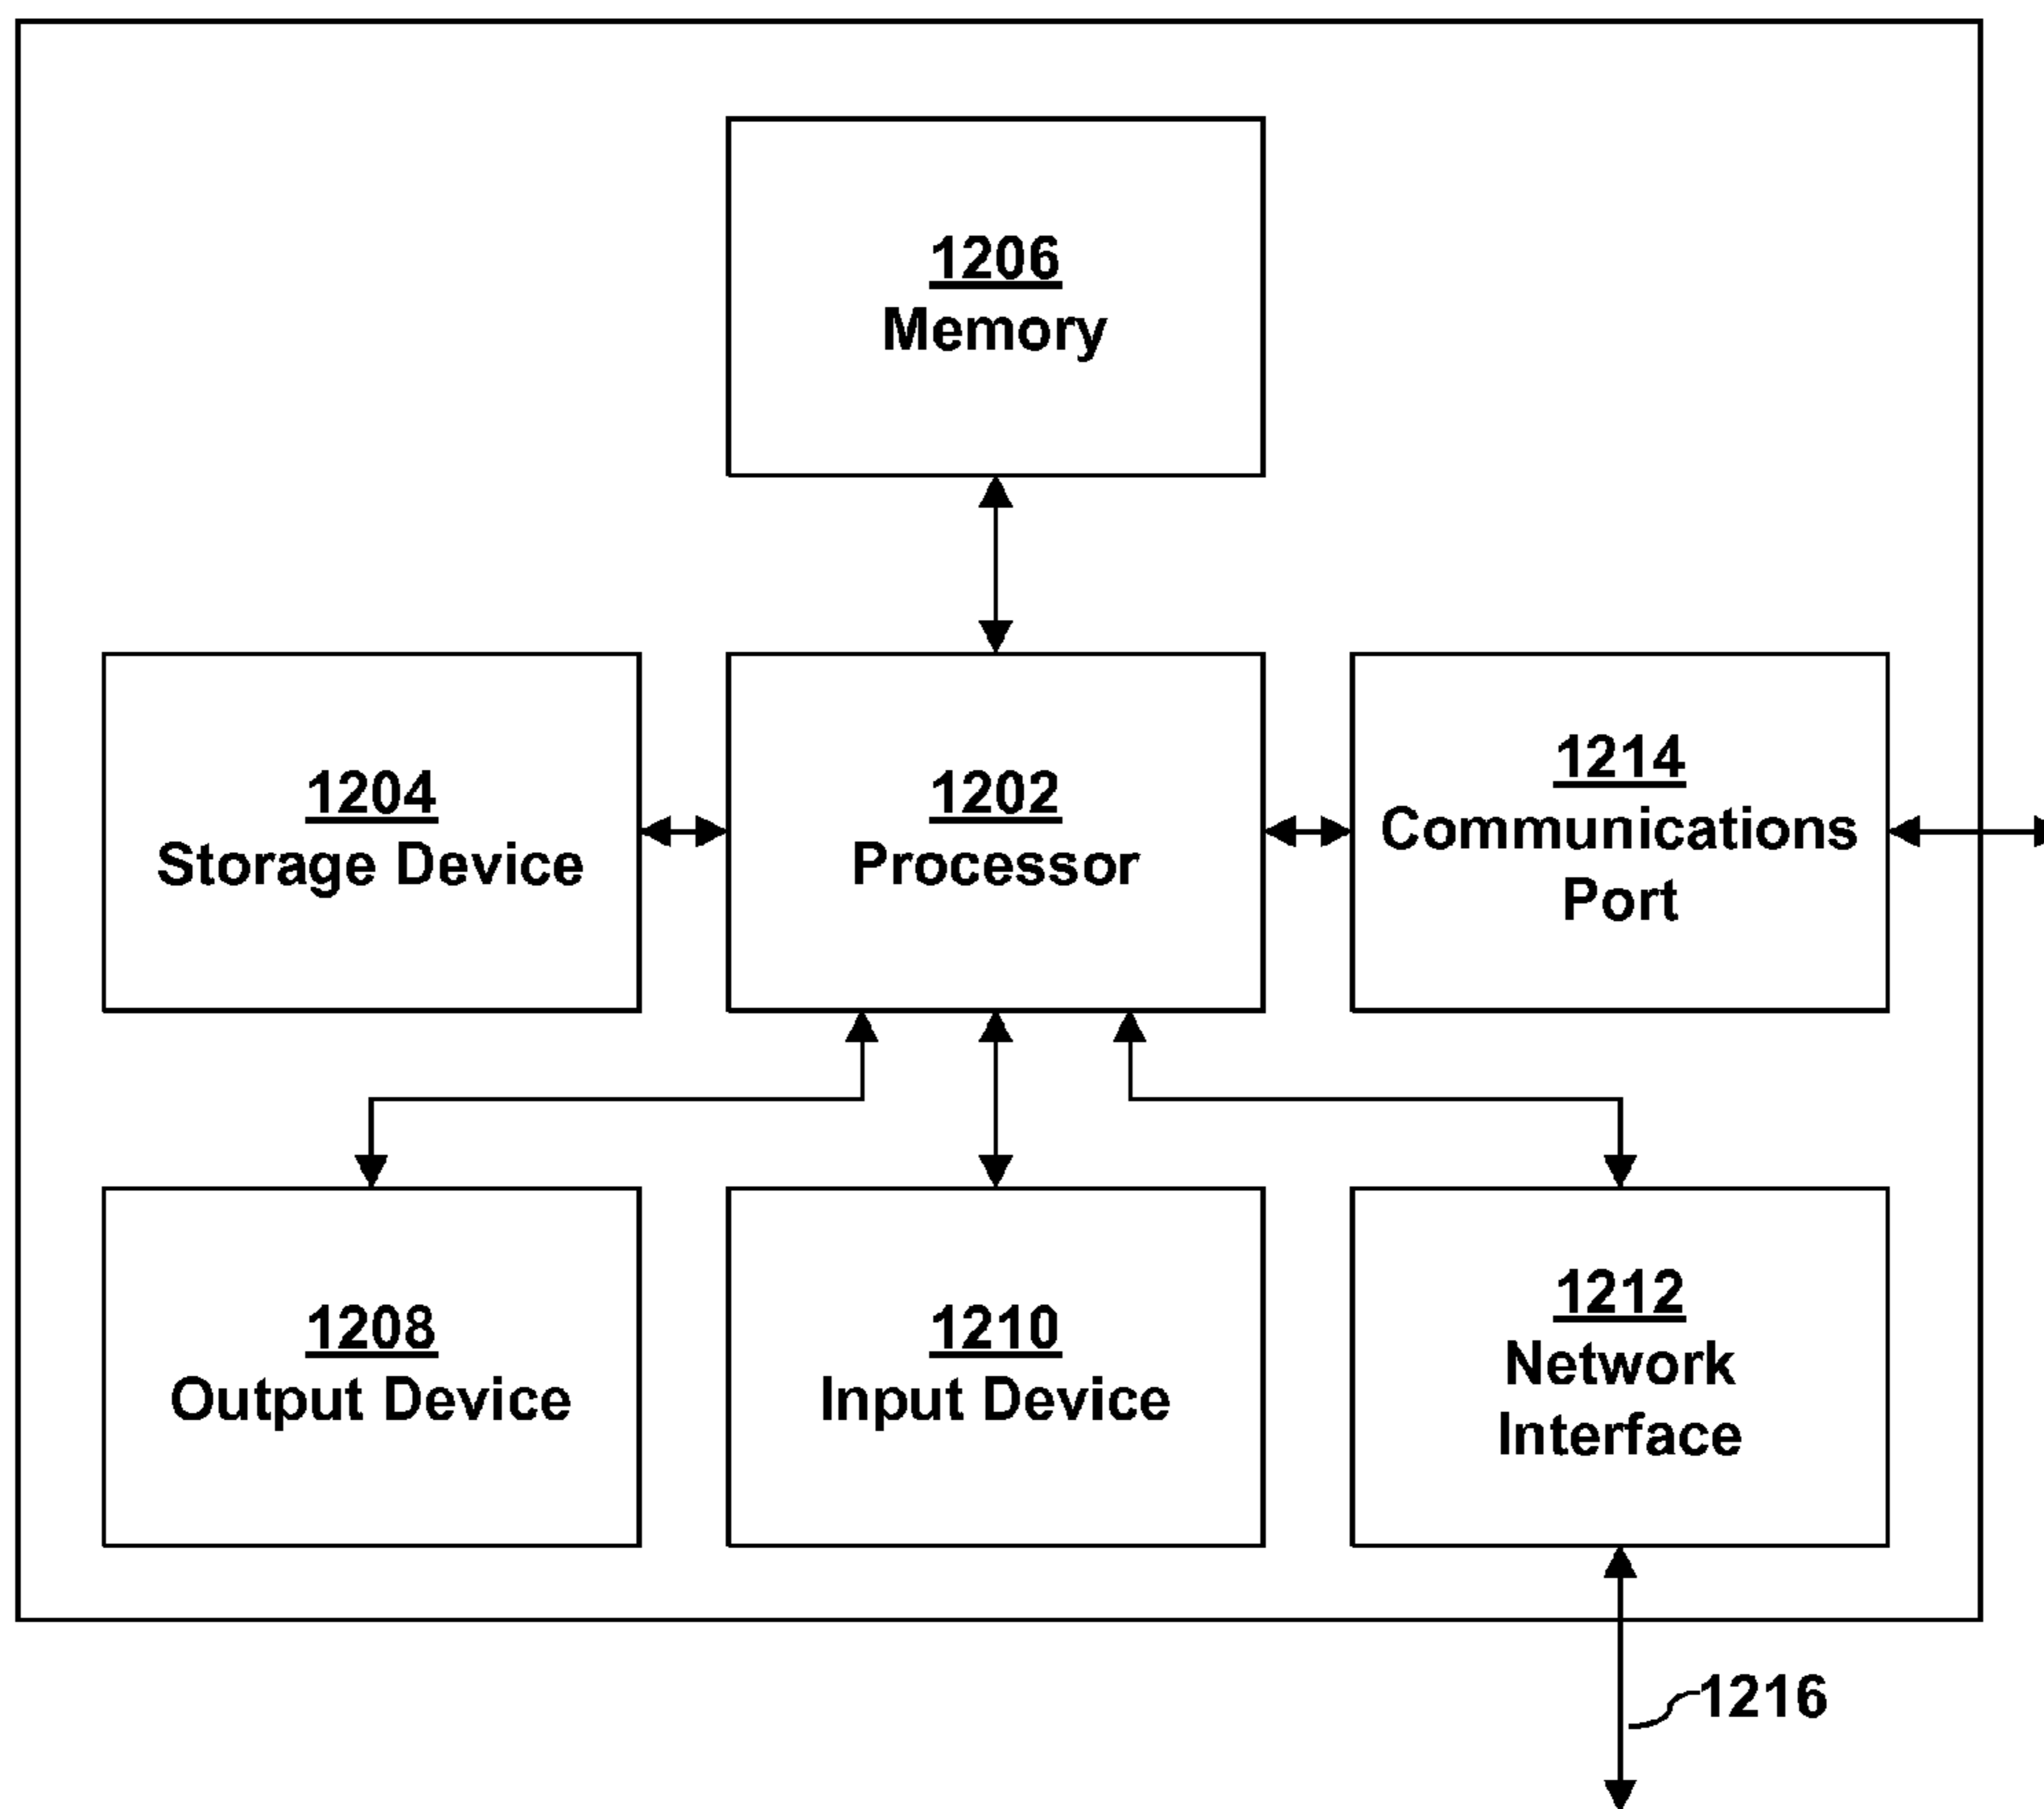 1206
Memory
1204
Storage Device
1202
Processor
1214
Communications
Port
1208
Output Device
1210
Input Device
1212
Network
Interface
1216